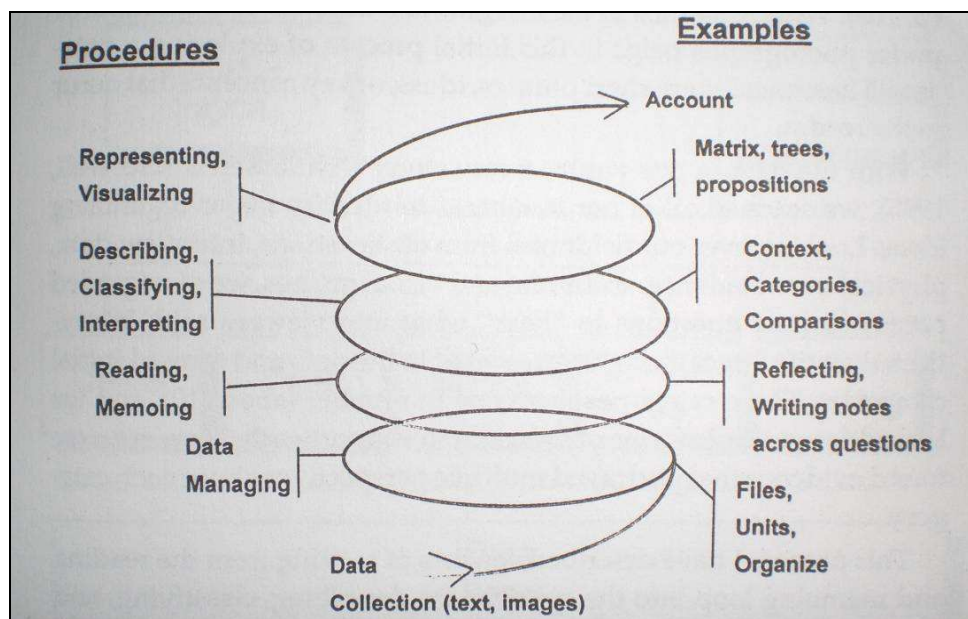 Procedures
Representing,
Visualizing
Describing,
Classifying,
Interpreting
Reading,
Memoing
Data
Managing
Data
Collection (text, images)
Examples
Account
Matrix, trees,
propositions
Context,
Categories,
Comparisons
Reflecting,
Writing notes
across questions
Files,
Units,
Organize